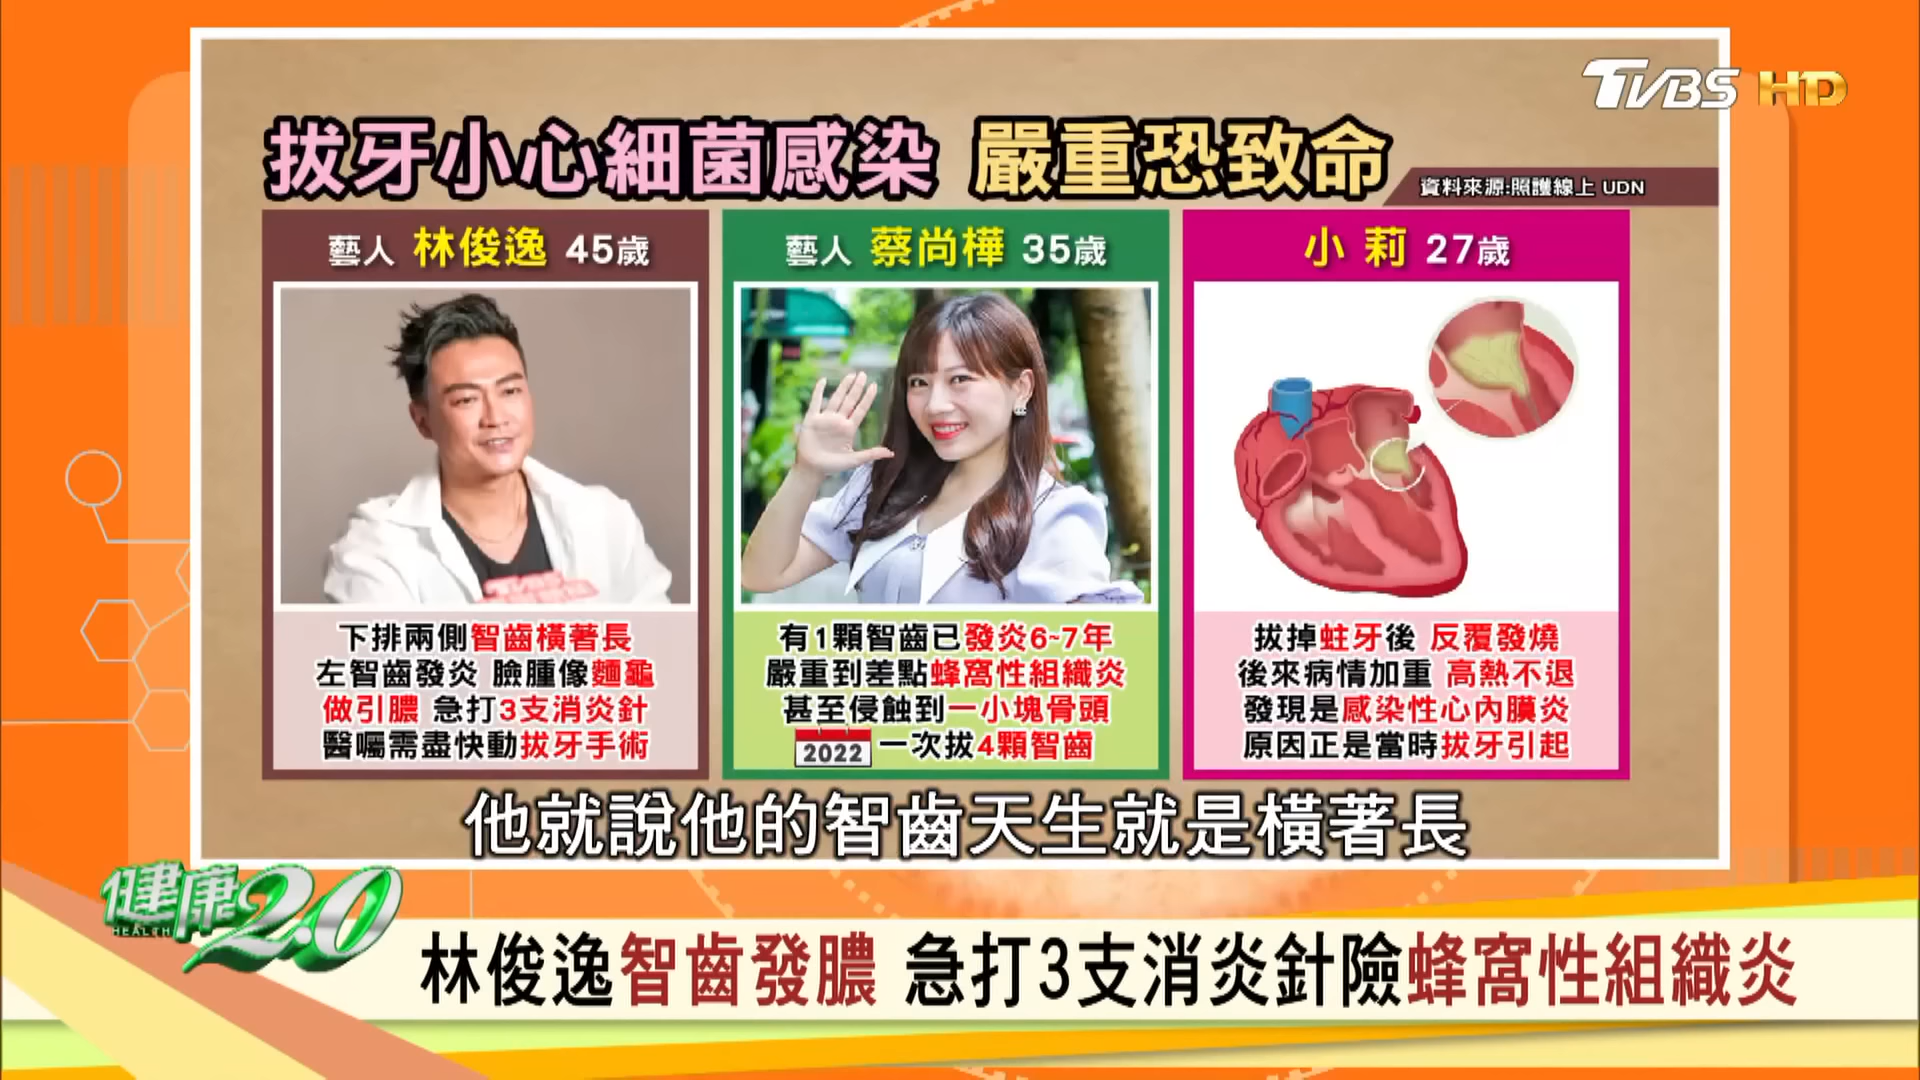 TVBS HD
拔牙小心細菌感染 嚴重恐致命
資料來源:照護線上 UDN
藝人 林俊逸 45歲
下排兩側智齒橫著長
左智齒發炎 臉腫像麵龜
做引膿 急打3支消炎針
醫囑需盡快動拔牙手術
藝人 蔡尚樺 35歲
有1顆智齒已發炎6~7年
嚴重到差點蜂窩性組織炎
甚至侵蝕到一小塊骨頭
2022 一次拔4顆智齒
小莉 27歲
拔掉蛀牙後 反覆發燒
後來病情加重 高熱不退
發現是感染性心內膜炎
原因正是當時拔牙引起
他就說他的智齒天生就是橫著長
健康2.0
HEALTH
林俊逸智齒發膿 急打3支消炎針險蜂窩性組織炎